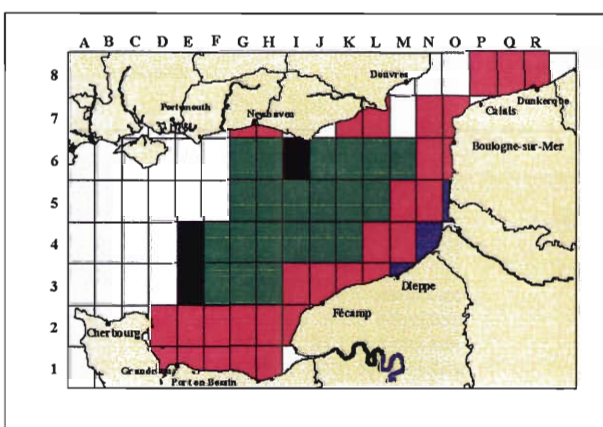 A B C D E F G H I J K L M N O P Q R
8
Douvres
Dunkerque
7
Portsmouth
Newhaven
Calais
6
Boulogne-sur-Mer
5
4
3
Dieppe
Fécamp
2
Cherbourg
1
Port en Bessin